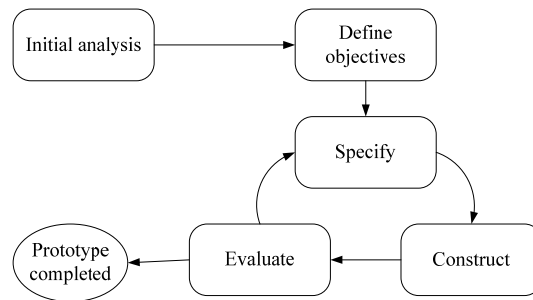 Initial analysis
Define
objectives
Specify
Construct
Evaluate
Prototype
completed